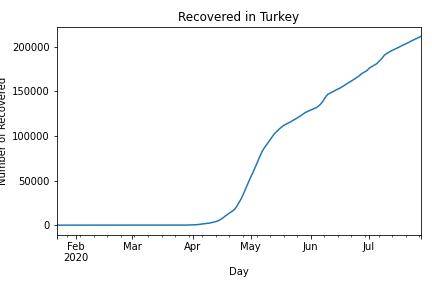 Recovered in Turkey
Number of Recovered
200000
150000
100000
50000
0
Feb Mar Apr May Jun Jul
2020
Day